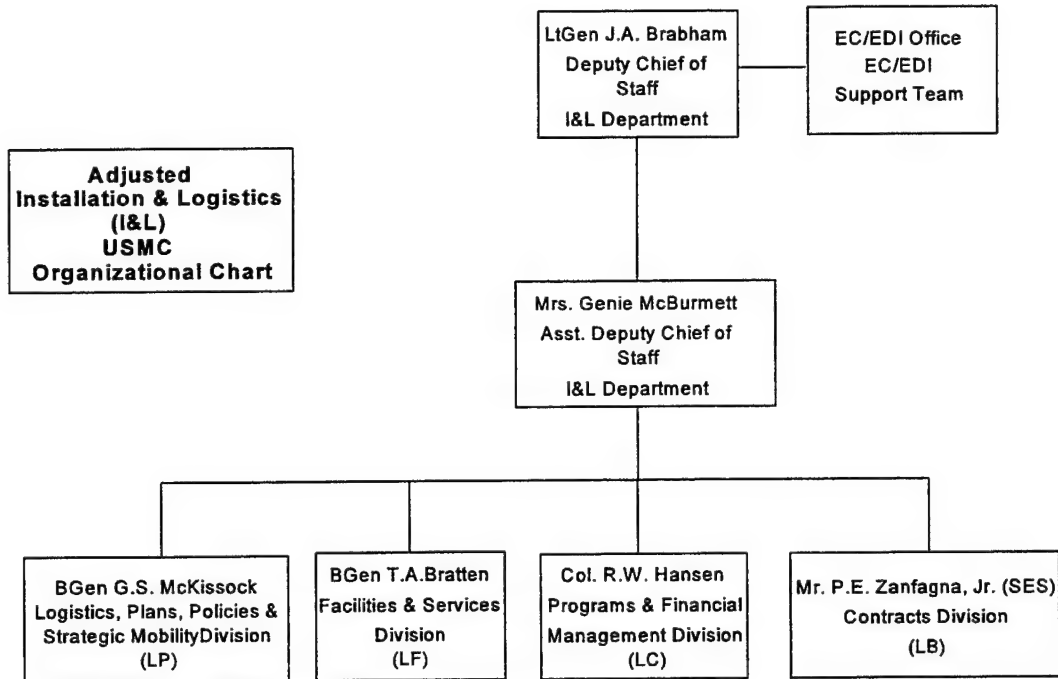 LtGen J.A. Brabham
Deputy Chief of
Staff
I&L Department
EC/EDI Office
EC/EDI
Support Team
Adjusted
Installation & Logistics
(I&L)
USMC
Organizational Chart
Mrs. Genie McBurmett
Asst. Deputy Chief of
Staff
I&L Department
BGen G.S. McKissock
Logistics, Plans, Policies &
Strategic MobilityDivision
(LP)
BGen T.A.Bratten
Facilities & Services
Division
(LF)
Col. R.W. Hansen
Programs & Financial
Management Division
(LC)
Mr. P.E. Zanfagna, Jr. (SES)
Contracts Division
(LB)